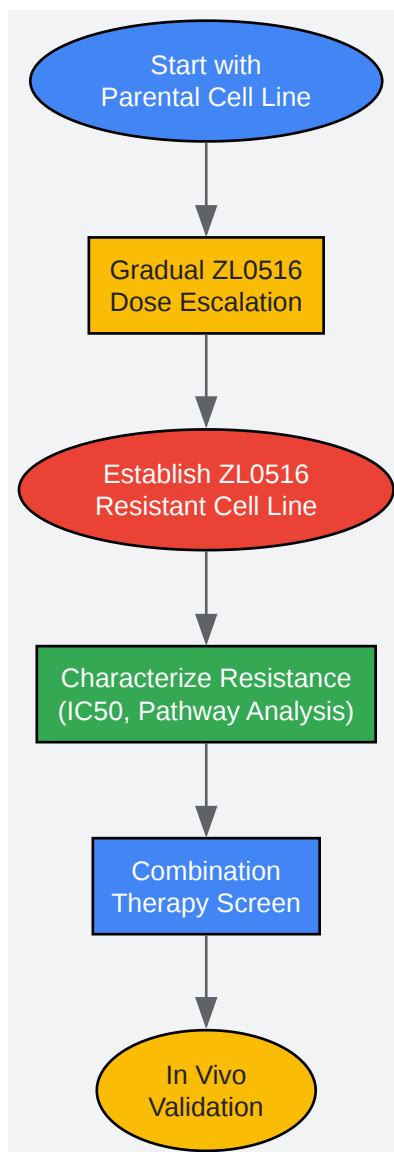 Start with
Parental Cell Line
Gradual ZL0516
Dose Escalation
Establish ZL0516
Resistant Cell Line
Characterize Resistance
(IC50, Pathway Analysis)
Combination
Therapy Screen
In Vivo
Validation